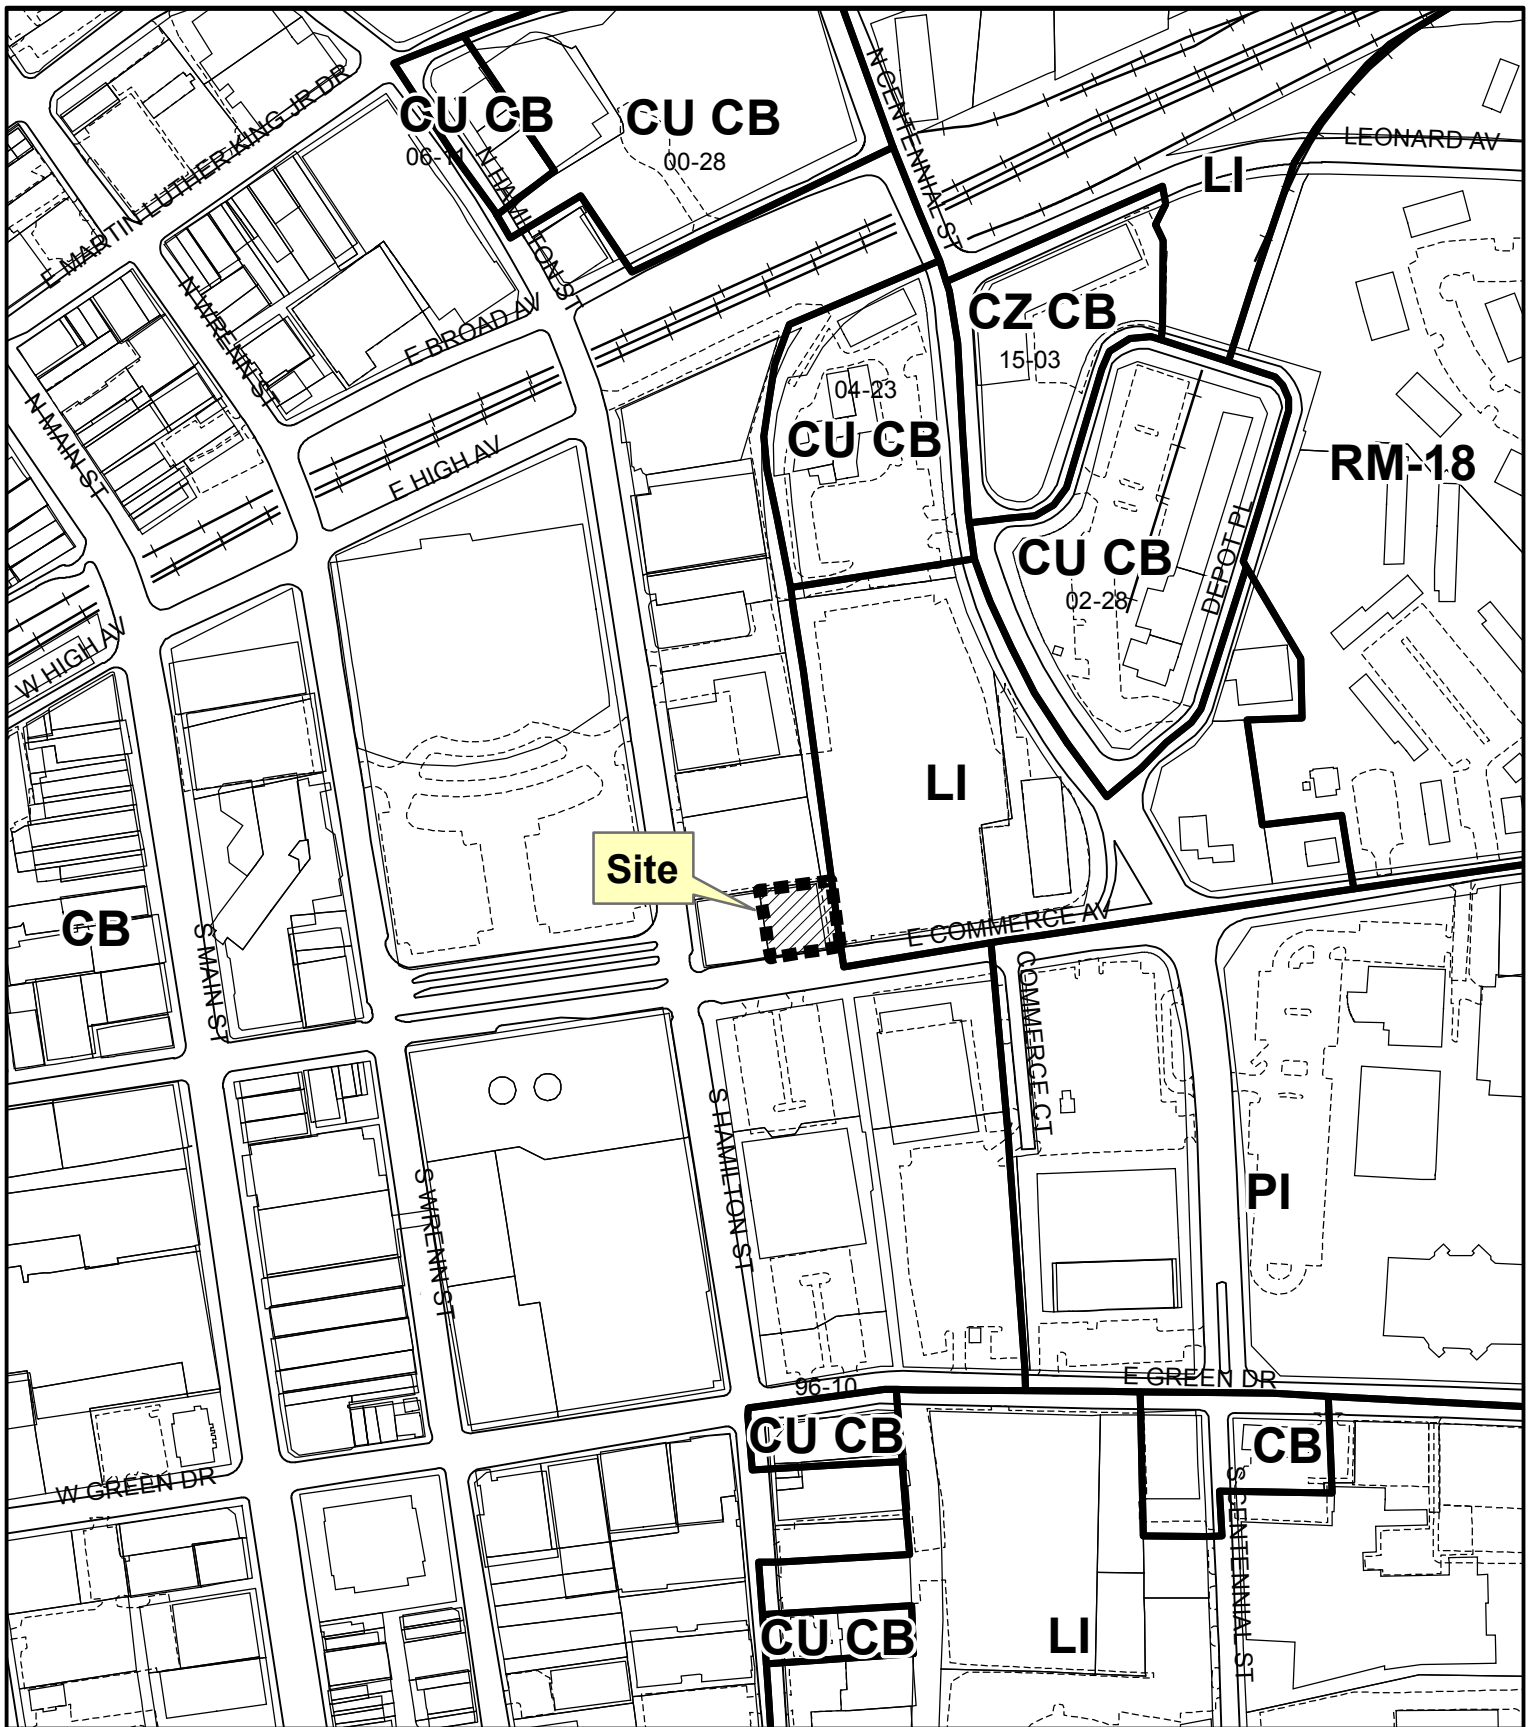 N CENTENNIAL ST
E MARTIN LUTHER KING JR DR
CU CB
06-11
CU CB
00-28
LEONARD AV
LI
N HAMILTON ST
N WRENN ST
E BROAD AV
CZ CB
15-03
N MAIN ST
04-23
CU CB
E HIGH AV
RM-18
CU CB
02-28
DEPOT PL
W HIGH AV
LI
Site
CB
E COMMERCE AV
S MAIN ST
COMMERCE CT
S HAMILTON ST
S WRENN ST
PI
E GREEN DR
96-10
CU CB
CB
W GREEN DR
S CENTENNIAL ST
CU CB
LI